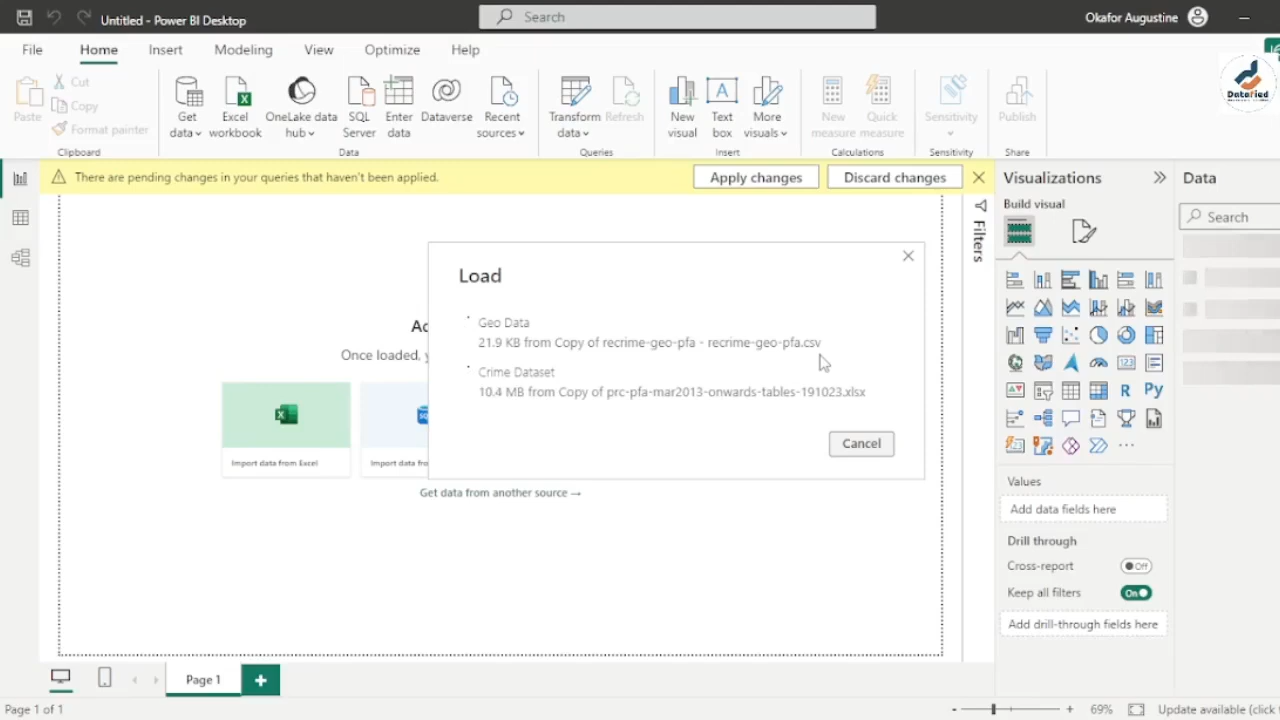 Untitled - Power BI Desktop
Search
Okafor Augustine
File Home Insert Modeling View Optimize Help
DataFied
Paste
Cut
Copy
Format painter
Clipboard
Get data
Excel workbook
OneLake data hub
SQL Server
Enter data
Dataverse
Recent sources
Data
Transform data
Refresh
Queries
New visual
Text box
More visuals
Insert
New measure
Quick measure
Calculations
Sensitivity
Sensitivity
Publish
Share
There are pending changes in your queries that haven't been applied.
Apply changes
Discard changes
Filters
Load
Geo Data
21.9 KB from Copy of recrime-geo-pfa - recrime-geo-pfa.csv
Crime Dataset
10.4 MB from Copy of prc-pfa-mar2013-onwards-tables-191023.xlsx
Cancel
Once loaded,
Import data from Excel
SQL
Import data
Get data from another source →
Visualizations
Build visual
123
R
Py
Values
Add data fields here
Drill through
Cross-report
Off
Keep all filters
On
Add drill-through fields here
Data
Search
Page 1
Page 1 of 1
69%
Update available (click